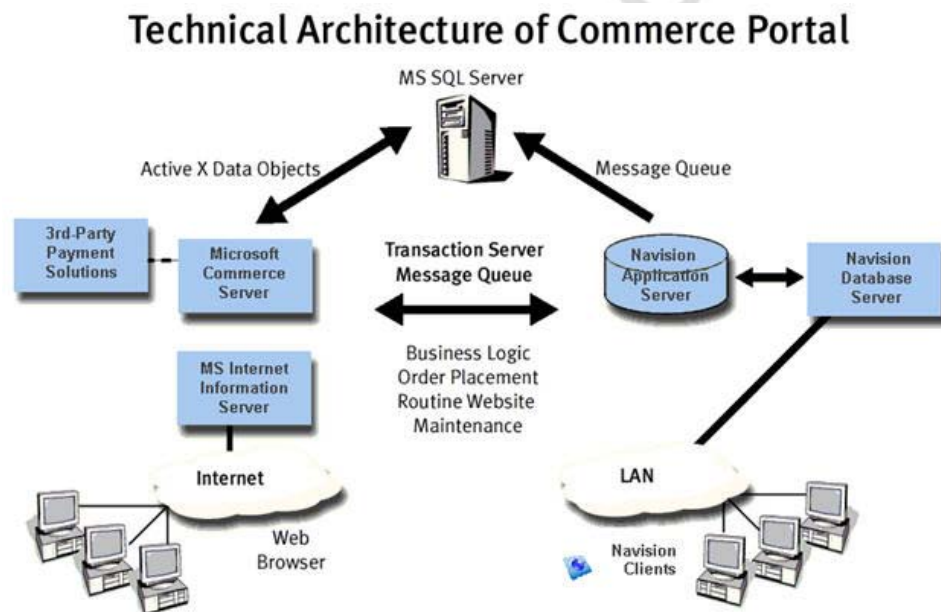 Technical Architecture of Commerce Portal
MS SQL Server
Active X Data Objects
Message Queue
3rd-Party
Payment
Solutions
Microsoft
Commerce
Server
Transaction Server
Message Queue
Navision
Application
Server
Navision
Database
Server
Business Logic
Order Placement
Routine Website
Maintenance
MS Internet
Information
Server
Internet
LAN
Web
Browser
Navision
Clients